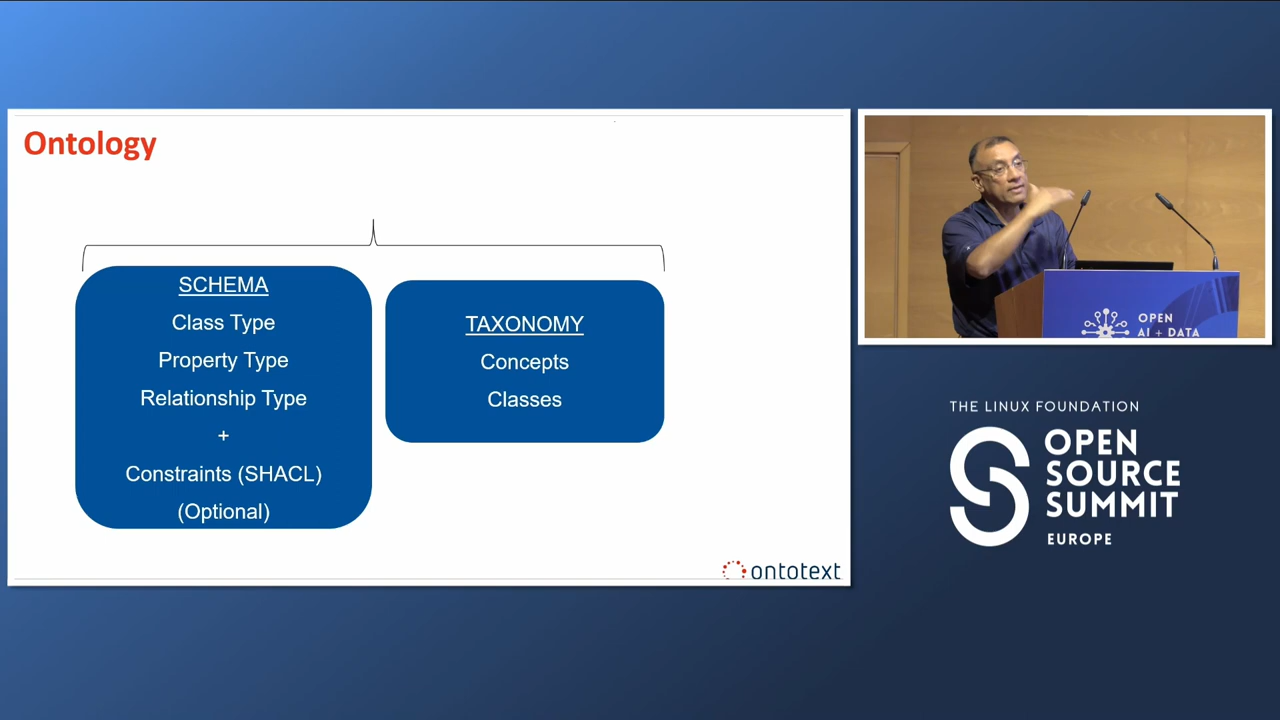 Ontology
SCHEMA
Class Type
Property Type
Relationship Type
+
Constraints (SHACL)
(Optional)
TAXONOMY
Concepts
Classes
ontotext
OPEN
AI + DATA
THE LINUX FOUNDATION
OPEN
SOURCE
SUMMIT
EUROPE